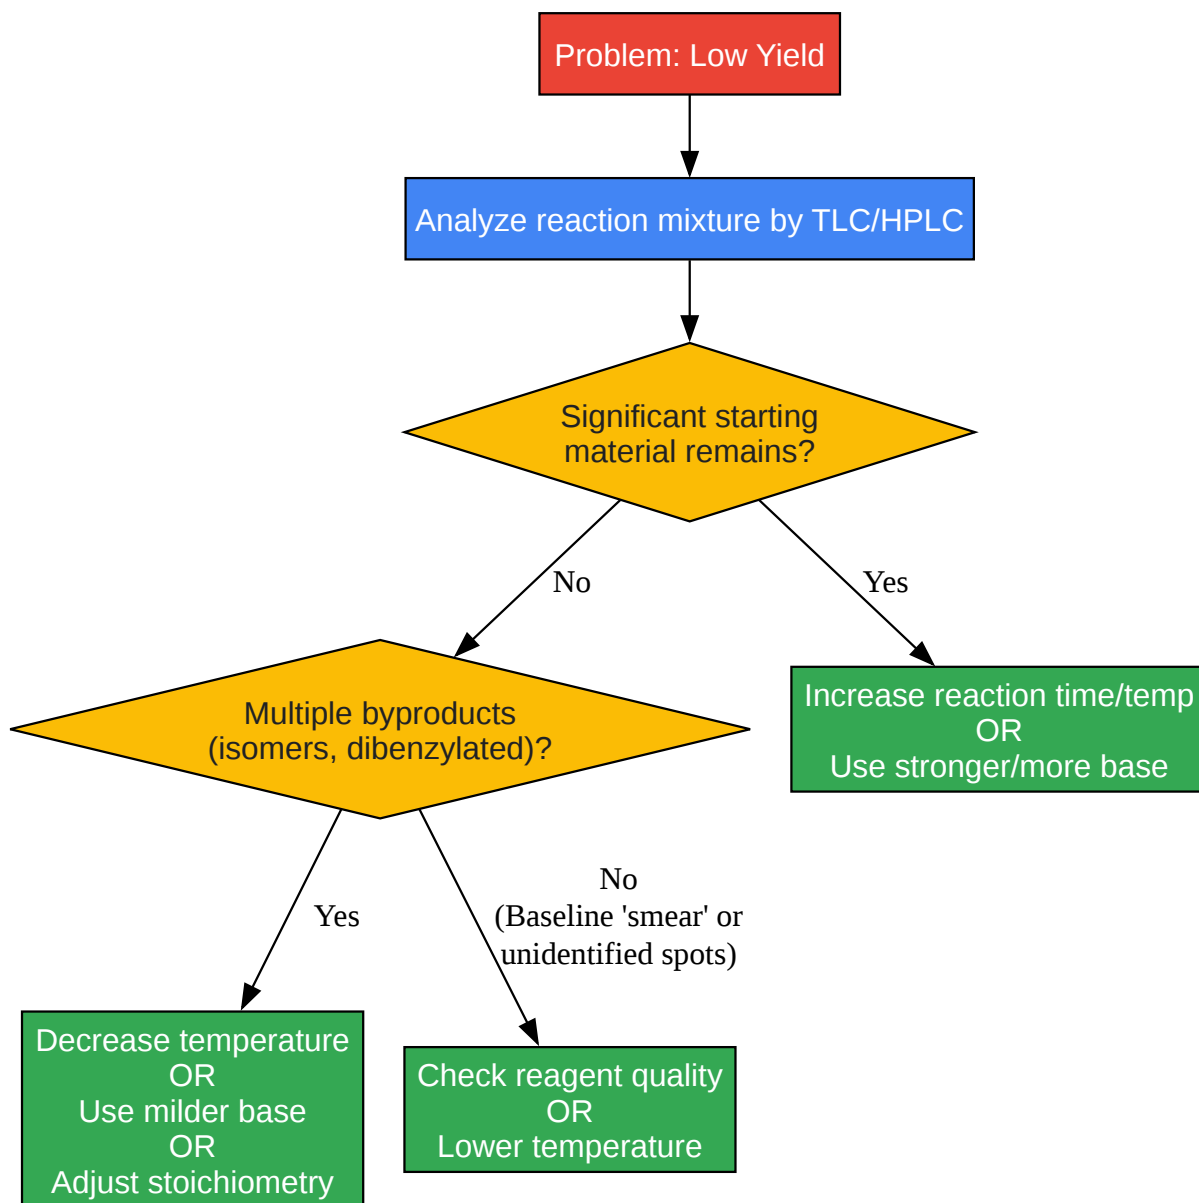 Problem: Low Yield
Analyze reaction mixture by TLC/HPLC
Significant starting
material remains?
No
Yes
Multiple byproducts
(isomers, dibenzylated)?
Increase reaction time/temp
OR
Use stronger/more base
Yes
No
(Baseline 'smear' or
unidentified spots)
Decrease temperature
OR
Use milder base
OR
Adjust stoichiometry
Check reagent quality
OR
Lower temperature